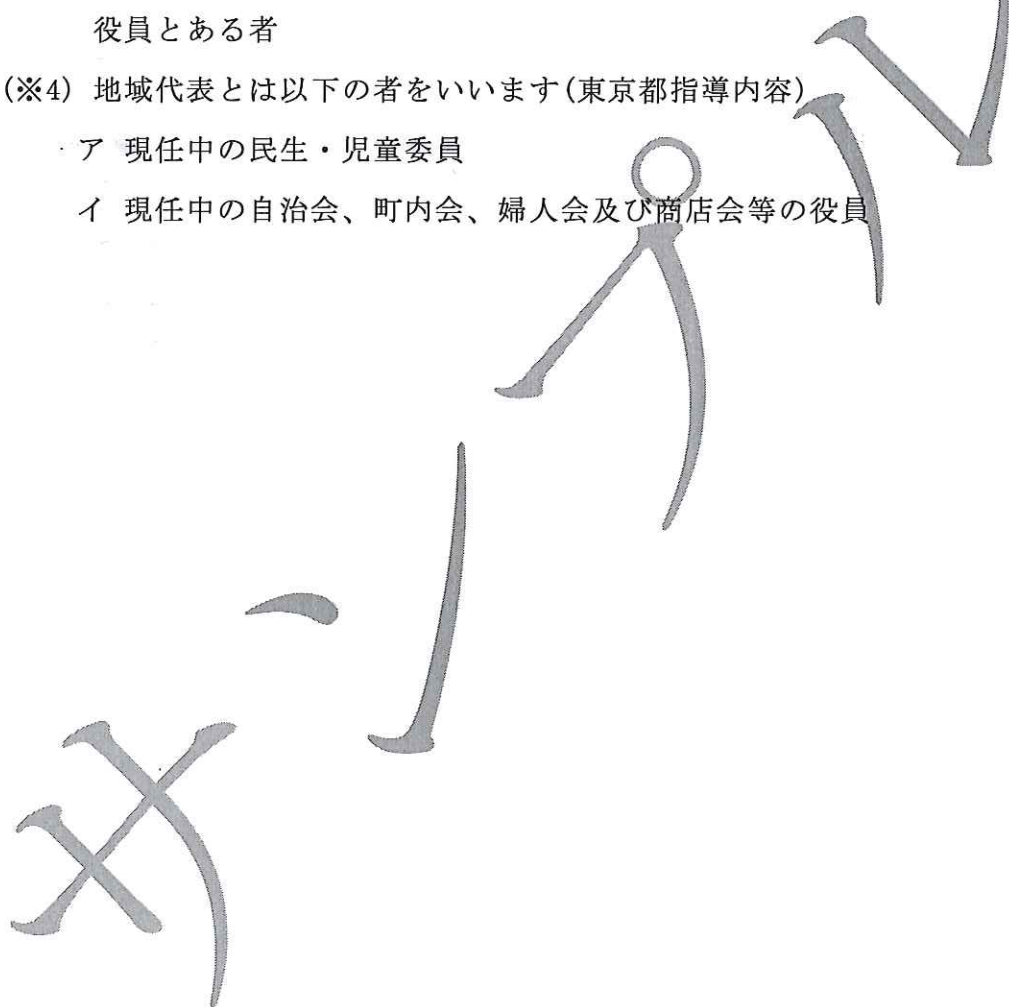 役員とある者
(※4) 地域代表とは以下の者をいいます(東京都指導内容)
ア 現任中の民生・児童委員
イ 現任中の自治会、町内会、婦人会及び商店会等の役員
サンプル